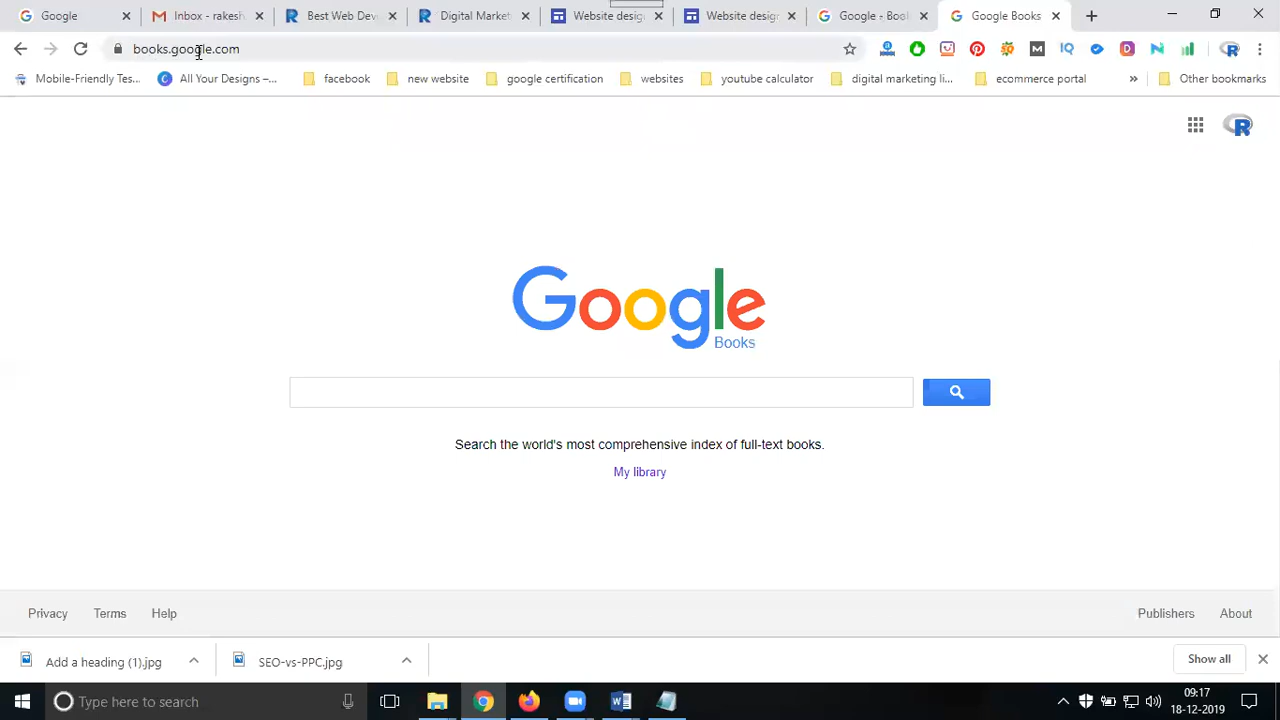 Google
Inbox - rakesh
Best Web Dev
Digital Market
Website desig
Website desig
Google - Book
Google Books
books.google.com
Mobile-Friendly Tes...
All Your Designs –...
facebook
new website
google certification
websites
youtube calculator
digital marketing li...
ecommerce portal
»
Other bookmarks
Google
Books
Search the world's most comprehensive index of full-text books.
My library
Privacy
Terms
Help
Publishers
About
Add a heading (1).jpg
SEO-vs-PPC.jpg
Show all
Type here to search
09:17
18-12-2019